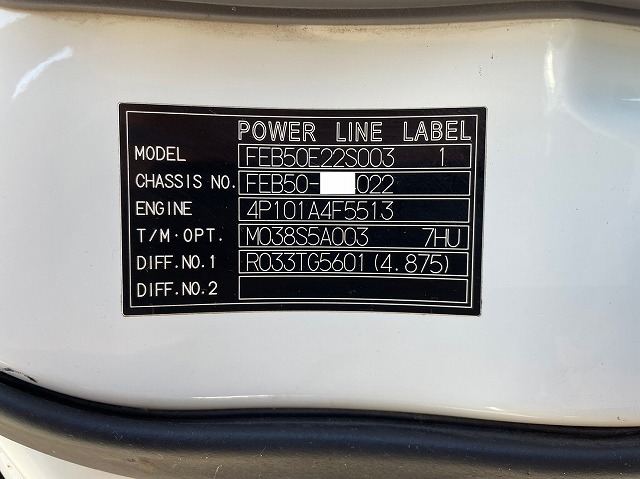 POWER LINE LABEL
MODEL FEB50E22S003 1
CHASSIS NO. FEB50- 022
ENGINE 4P101A4F5513
T/M·OPT. M038S5A003 7HU
DIFF.NO.1 R033TG5601(4.875)
DIFF.NO.2